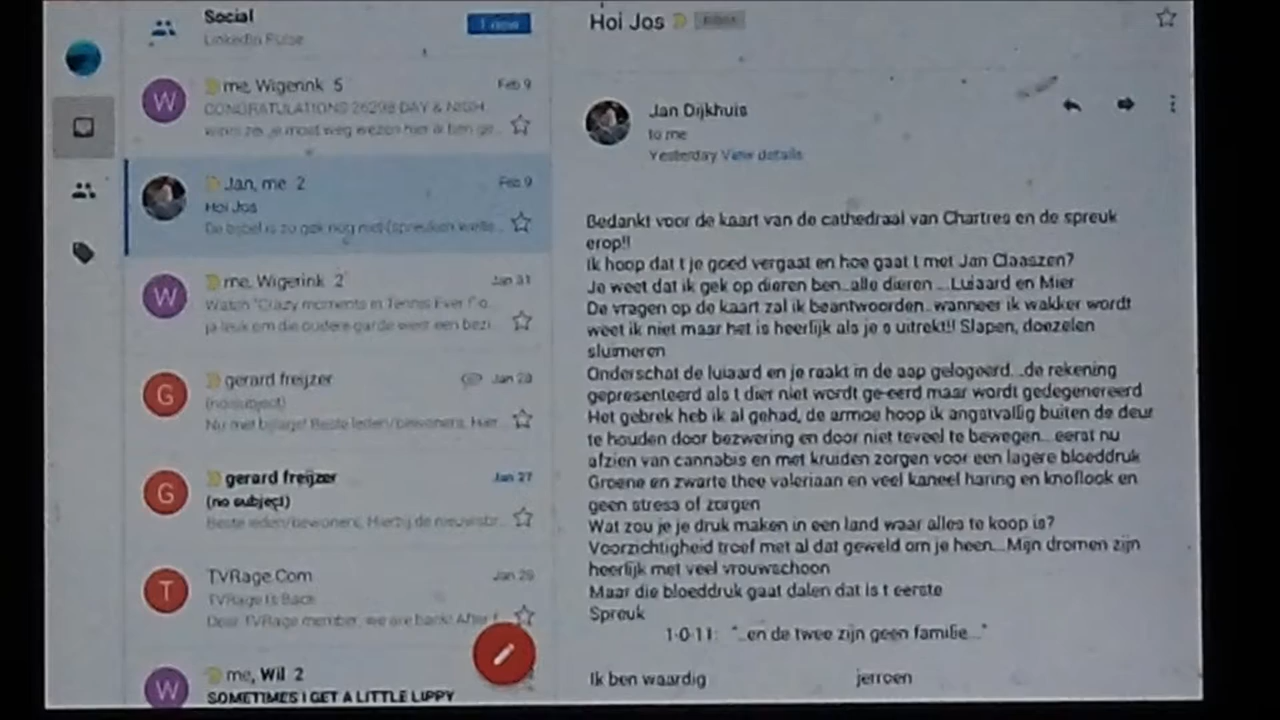 Social
LinkedIn Pulse
me, Wigerink 5
Feb 9
CONGRATULATIONS 26298 DAY & NIGH
Jan, me 2
Feb 9
Hoi Jos
De bijbel is zo gek nog niet (spreuken
me, Wigerink 2
Jan 31
Watch "Crazy moments in Tennis Ever !" o...
ja leuk om die oudere garde weer een bezi...
gerard freijzer
Jan 28
(no subject)
Nu met bijlage! Beste leden/bewoners, Hier...
gerard freijzer
Jan 27
(no subject)
Beste leden/bewoners, Hierbij de nieuwsbr...
TVRage.Com
Jan 26
TVRage Is Back
Dear TVRage member, we are back! After
me, Wil 2
SOMETIMES I GET A LITTLE LIPPY
W
W
G
G
T
W
Hoi Jos
Inbox
Jan Dijkhuis
to me
Yesterday View details
Bedankt voor de kaart van de cathedraal van Chartres en de spreuk
erop!!
Ik hoop dat t je goed vergaat en hoe gaat t met Jan Claaszen?
Je weet dat ik gek op dieren ben..alle dieren ...Luiaard en Mier
De vragen op de kaart zal ik beantwoorden..wanneer ik wakker wordt
weet ik niet maar het is heerlijk als je s uitrekt!! Slapen, doezelen
sluimeren
Onderschat de luiaard en je raakt in de aap gelogeerd...de rekening
gepresenteerd als t dier niet wordt ge-eerd maar wordt gedegenereerd
Het gebrek heb ik al gehad, de armoe hoop ik angstvallig buiten de deur
te houden door bezwering en door niet teveel te bewegen...eerst nu
afzien van cannabis en met kruiden zorgen voor een lagere bloeddruk
Groene en zwarte thee valeriaan en veel kaneel haring en knoflook en
geen stress of zorgen
Wat zou je je druk maken in een land waar alles te koop is?
Voorzichtigheid troef met al dat geweld om je heen...Mijn dromen zijn
heerlijk met veel vrouwschoon
Maar die bloeddruk gaat dalen dat is t eerste
Spreuk
1-0-11: "...en de twee zijn geen familie..."
Ik ben waardig jerroen